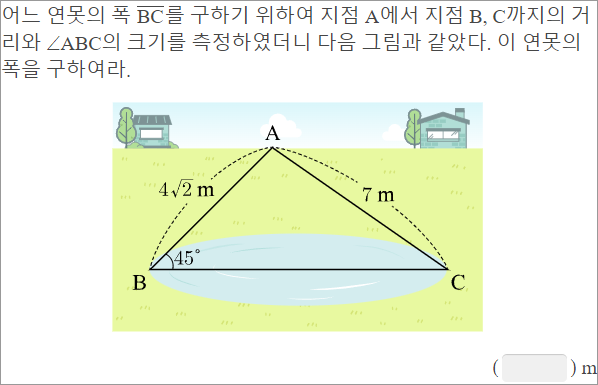 어느 연못의 폭 BC를 구하기 위하여 지점 A에서 지점 B, C까지의 거
리와 ∠ABC의 크기를 측정하였더니 다음 그림과 같았다. 이 연못의
폭을 구하여라.
A
4√2 m
7 m
45°
B
C
( ) m